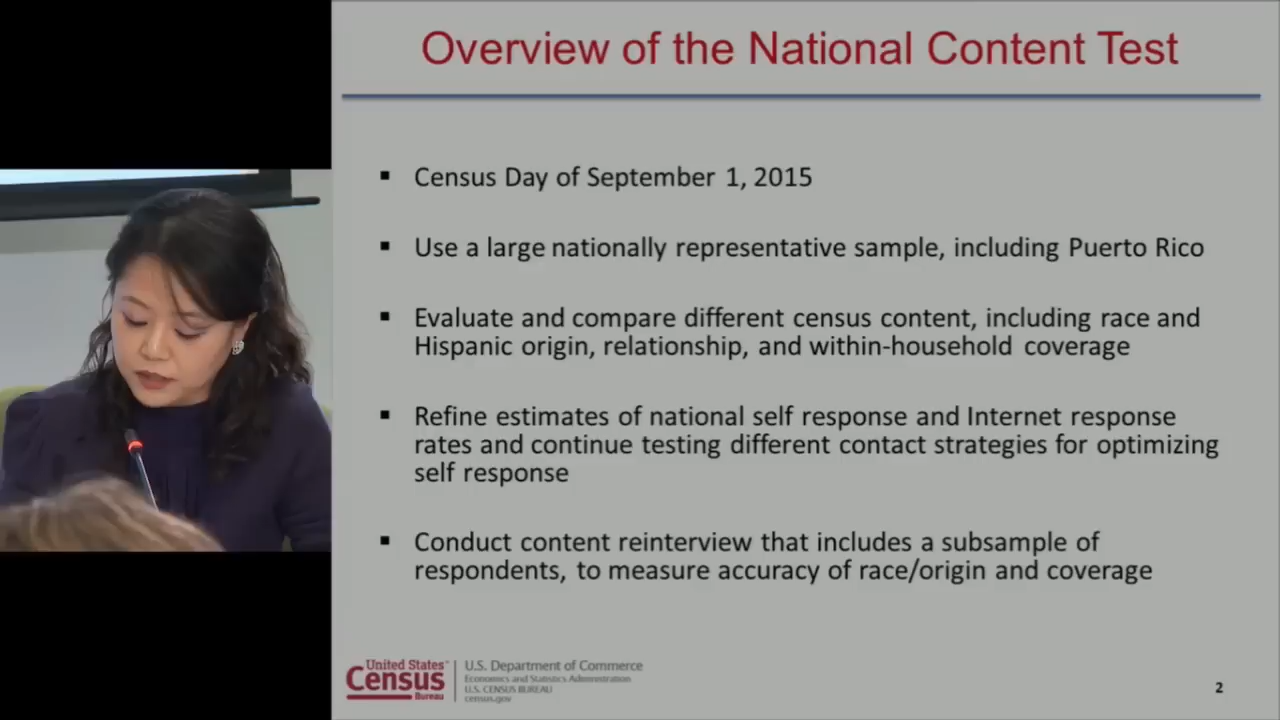 Overview of the National Content Test
▪ Census Day of September 1, 2015
▪ Use a large nationally representative sample, including Puerto Rico
▪ Evaluate and compare different census content, including race and
Hispanic origin, relationship, and within-household coverage
▪ Refine estimates of national self response and Internet response
rates and continue testing different contact strategies for optimizing
self response
▪ Conduct content reinterview that includes a subsample of
respondents, to measure accuracy of race/origin and coverage
United States
Census
Bureau
U.S. Department of Commerce
Economics and Statistics Administration
U.S. CENSUS BUREAU
census.gov
2